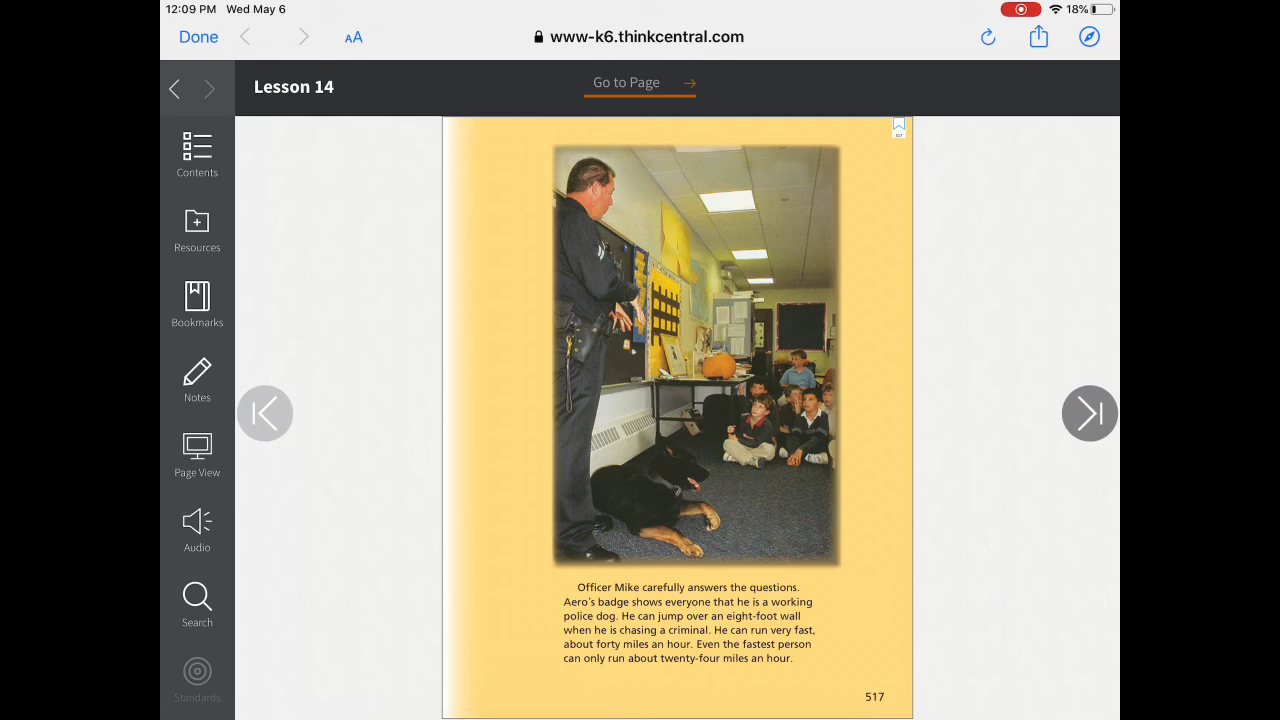 12:09 PM Wed May 6
18%
Done
AA
www-k6.thinkcentral.com
Lesson 14
Go to Page
Contents
Resources
Bookmarks
Notes
Page View
Audio
Search
Standards
517
Officer Mike carefully answers the questions.
Aero's badge shows everyone that he is a working
police dog. He can jump over an eight-foot wall
when he is chasing a criminal. He can run very fast,
about forty miles an hour. Even the fastest person
can only run about twenty-four miles an hour.
517